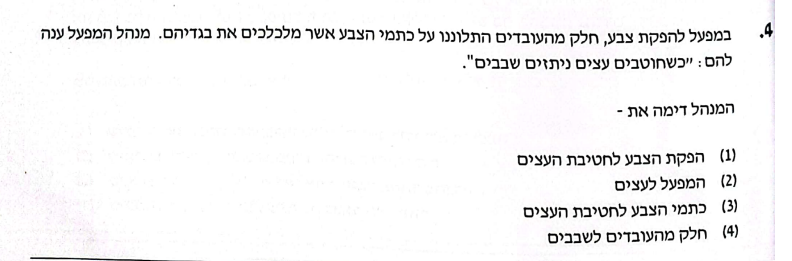 4. במפעל להפקת צבע, חלק מהעובדים התלוננו על כתמי הצבע אשר מלכלכים את בגדיהם. מנהל המפעל ענה
להם: "כשחוטבים עצים ניתזים שבבים".
המנהל דימה את -
(1) הפקת הצבע לחטיבת העצים
(2) המפעל לעצים
(3) כתמי הצבע לחטיבת העצים
(4) חלק מהעובדים לשבבים